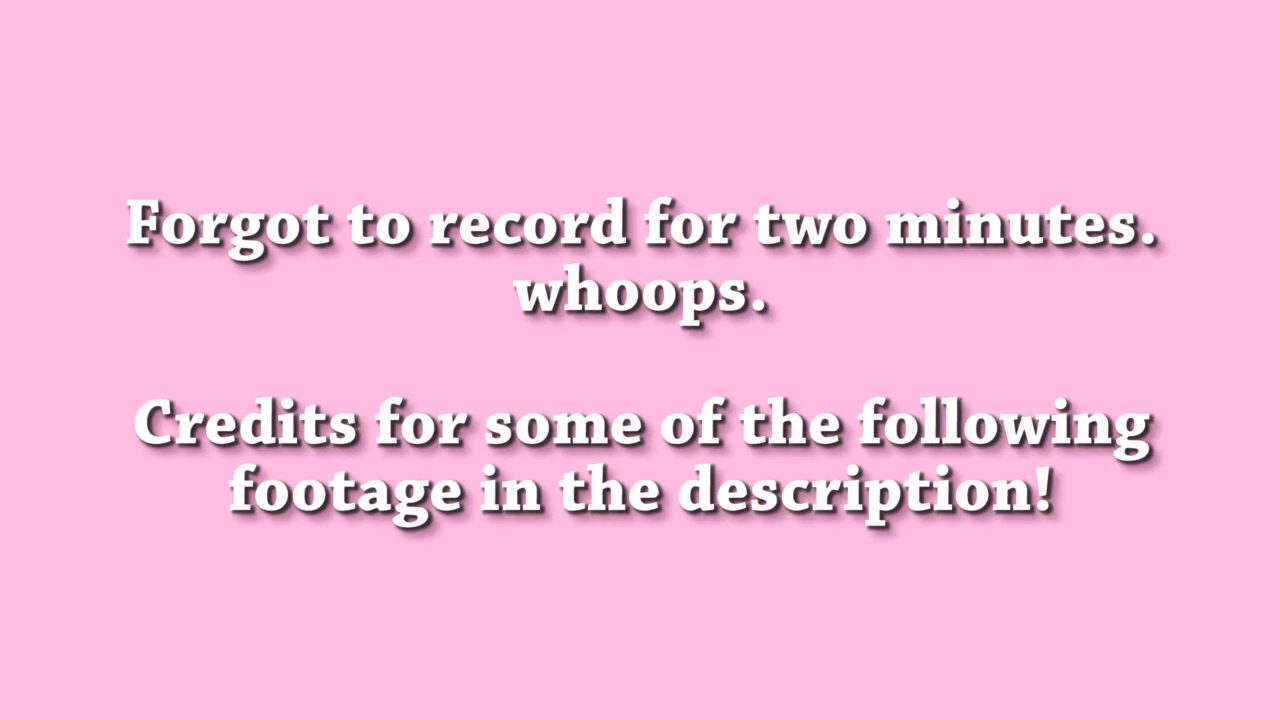 Forgot to record for two minutes.
whoops.
Credits for some of the following
footage in the description!